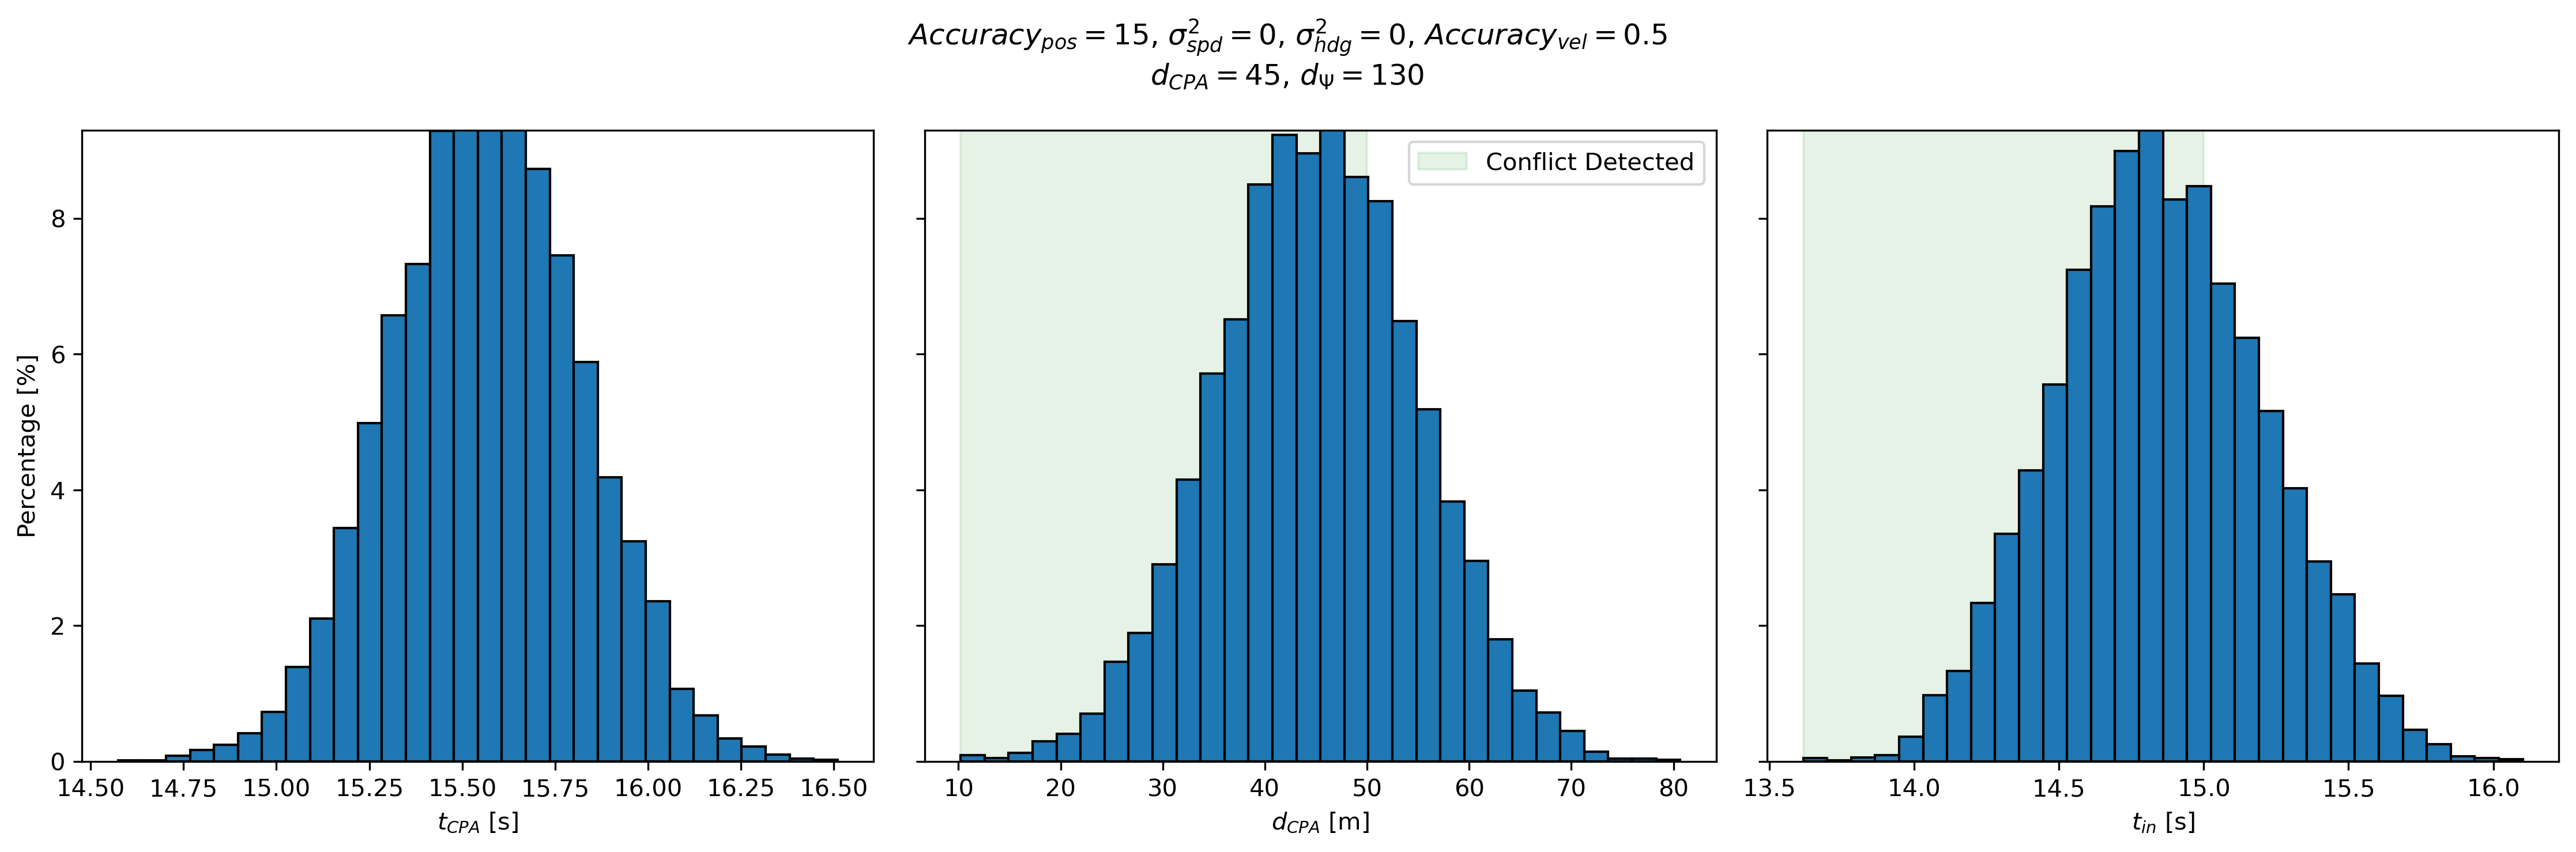 Accuracy_pos = 15, σ²_spd = 0, σ²_hdg = 0, Accuracy_vel = 0.5
d_CPA = 45, d_Ψ = 130
Percentage [%]
8
6
4
2
0
14.50 14.75 15.00 15.25 15.50 15.75 16.00 16.25 16.50
t_CPA [s]
Conflict Detected
10 20 30 40 50 60 70 80
d_CPA [m]
13.5 14.0 14.5 15.0 15.5 16.0
t_in [s]